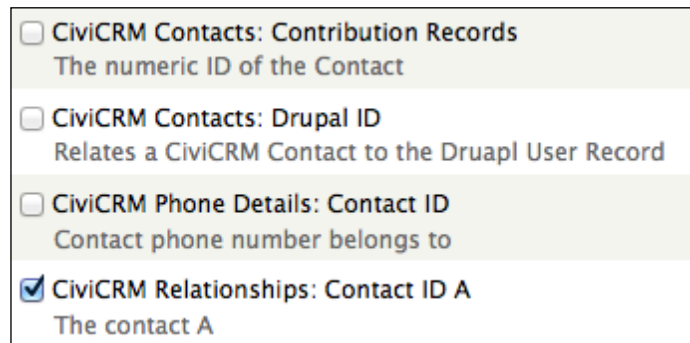 CiviCRM Contacts: Contribution Records
The numeric ID of the Contact
CiviCRM Contacts: Drupal ID
Relates a CiviCRM Contact to the Druapl User Record
CiviCRM Phone Details: Contact ID
Contact phone number belongs to
CiviCRM Relationships: Contact ID A
The contact A